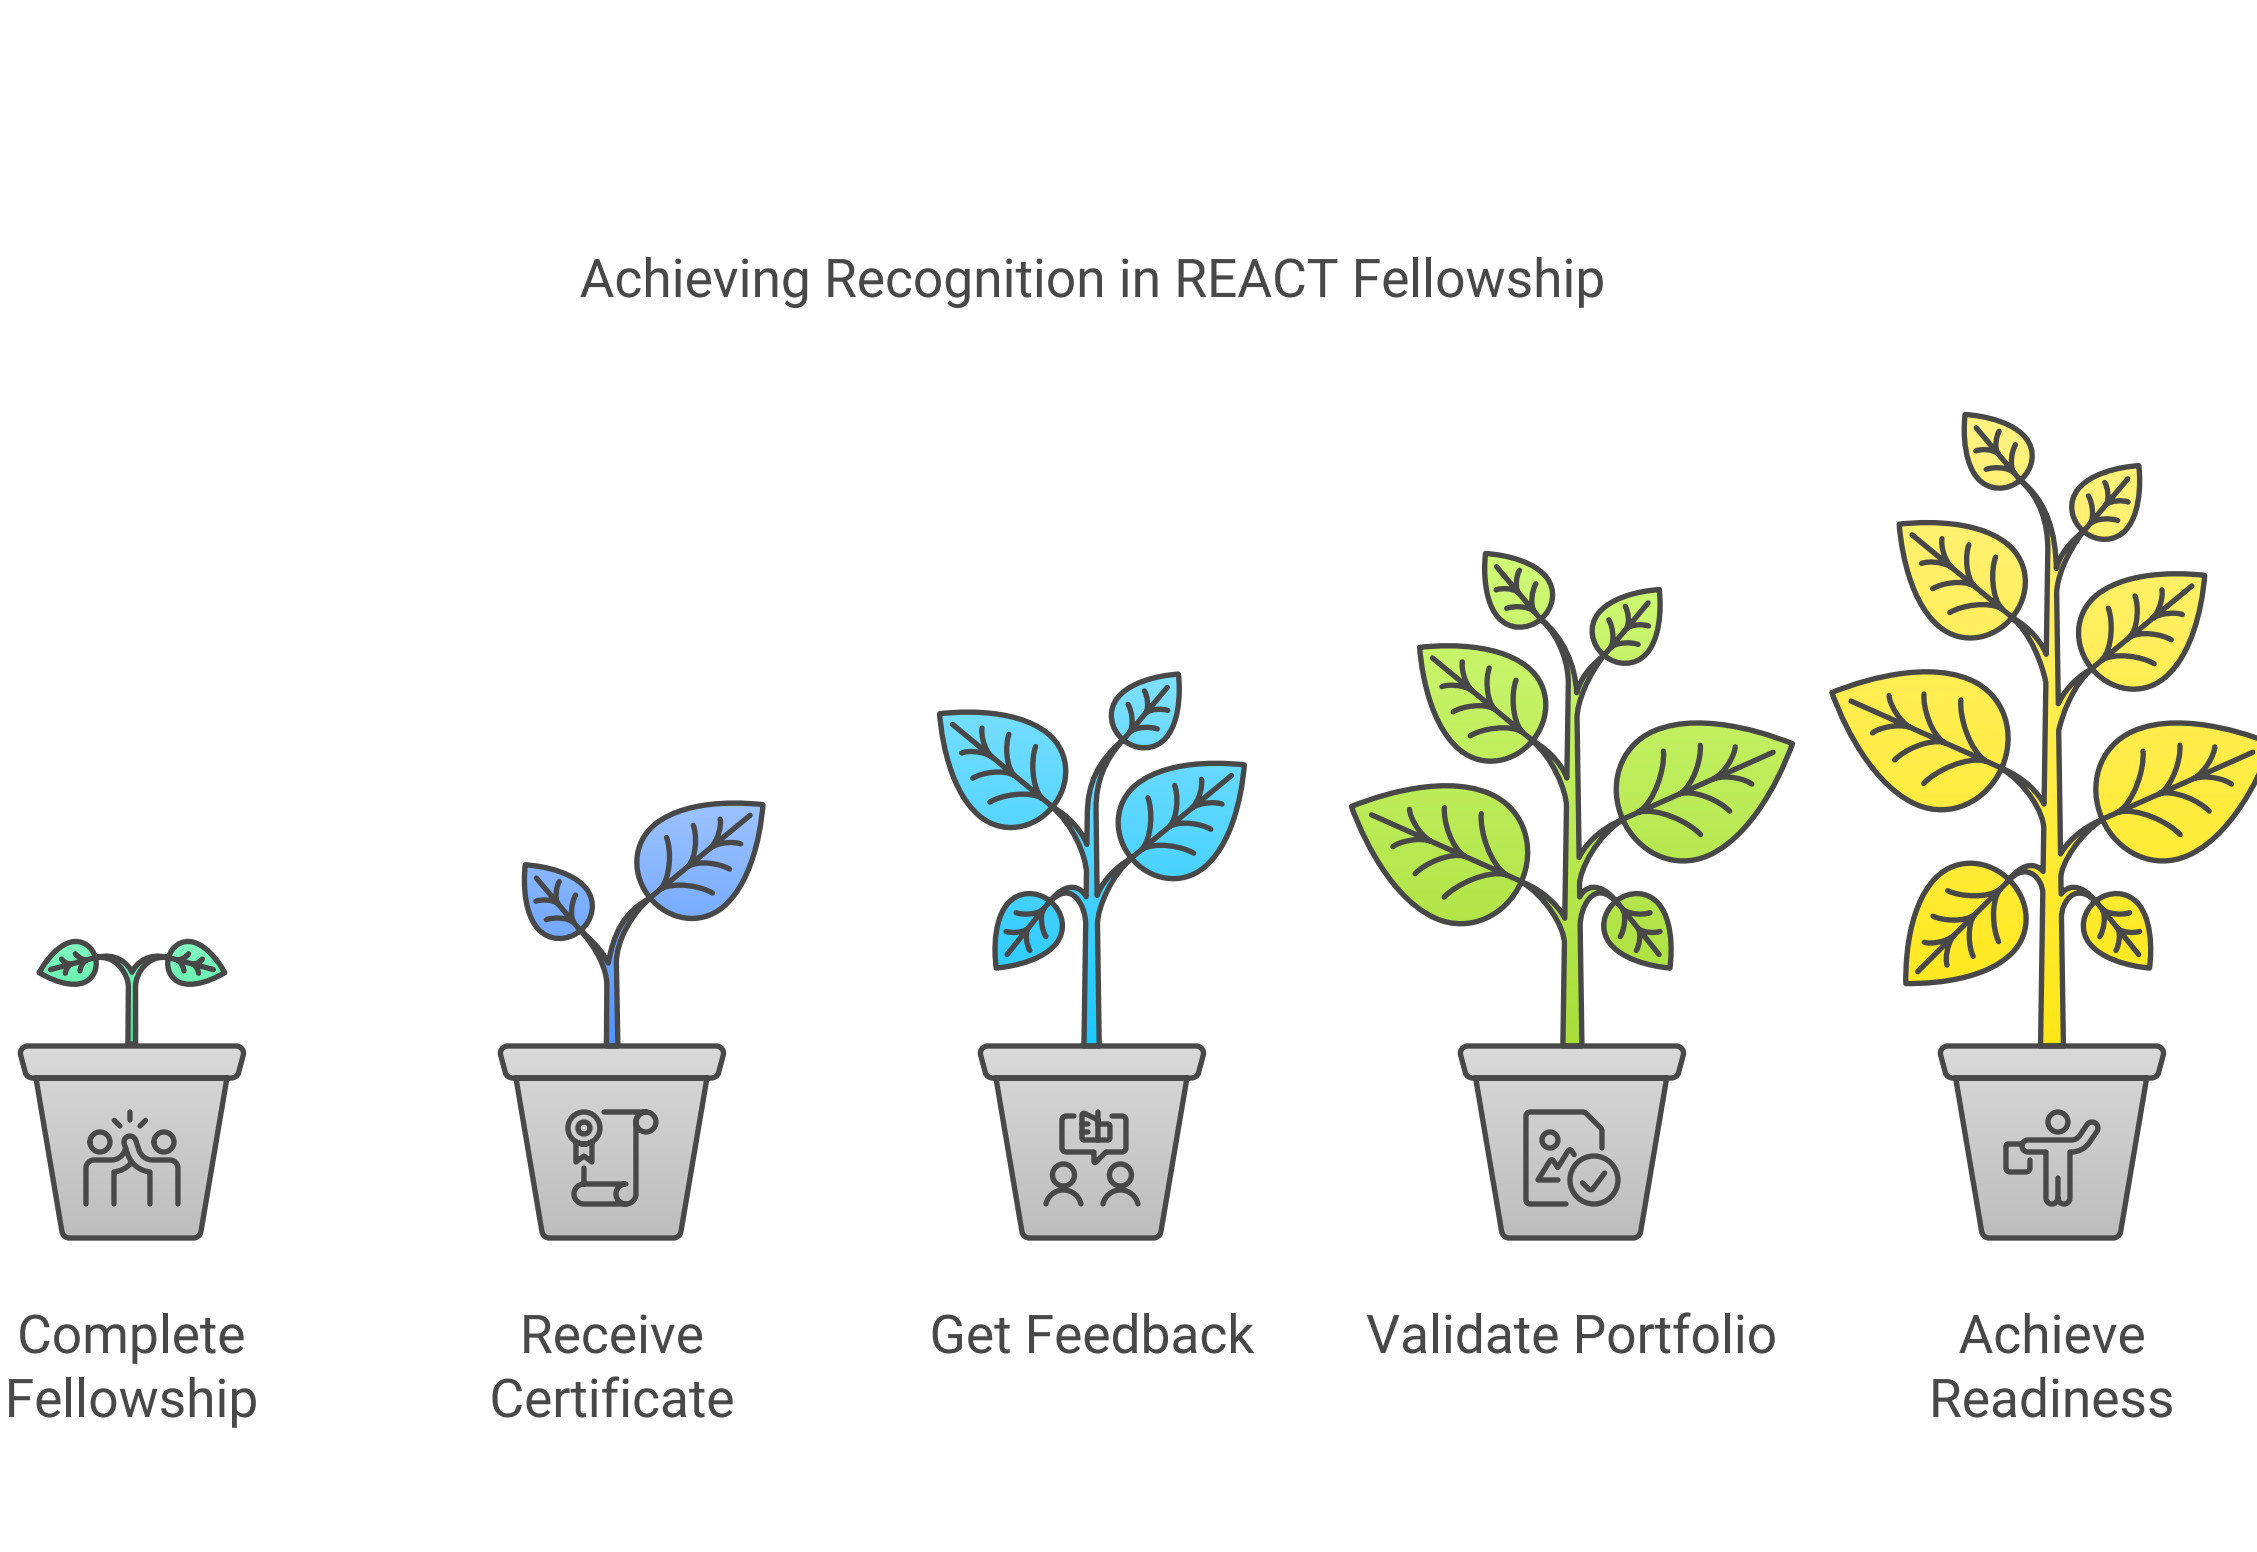 Achieving Recognition in REACT Fellowship
Complete
Fellowship
Receive
Certificate
Get Feedback
Validate Portfolio
Achieve
Readiness